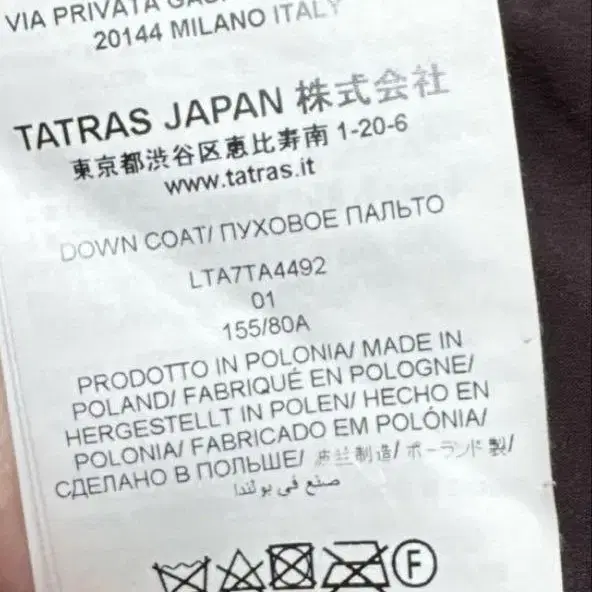 VIA PRIVATA
20144 MILANO ITALY
TATRAS JAPAN 株式会社
東京都渋谷区恵比寿南 1-20-6
www.tatras.it
DOWN COAT/ ПУХОВОЕ ПАЛЬТО
LTA7TA4492
01
155/80A
PRODOTTO IN POLONIA/ MADE IN
POLAND/ FABRIQUÉ EN POLOGNE/
HERGESTELLT IN POLEN/ HECHO EN
POLONIA/ FABRICADO EM POLÓNIA/
СДЕЛАНО В ПОЛЬШЕ/ 波兰制造/ ポーランド製/
صنع في بولندا
F